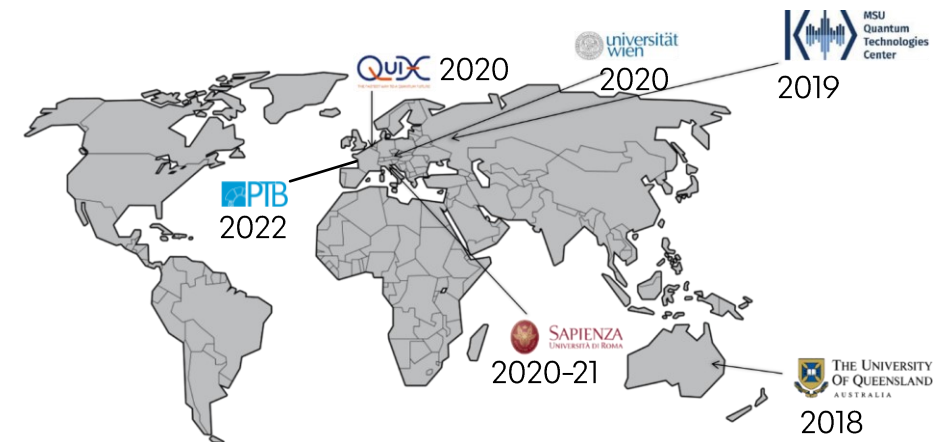 MSU
Quantum
Technologies
Center
2019
universität
wien
2020
QuiX 2020
PTB
2022
SAPIENZA
UNIVERSITÀ DI ROMA
2020-21
THE UNIVERSITY
OF QUEENSLAND
AUSTRALIA
2018